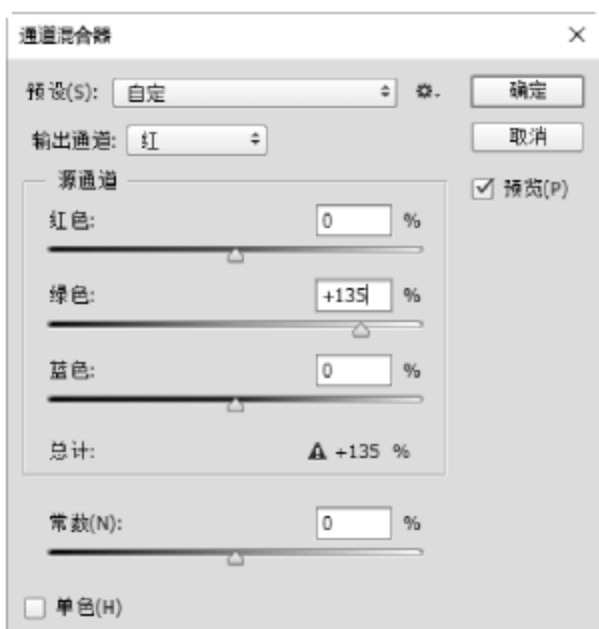 通道混合器
预设(S): 自定
确定
输出通道: 红
取消
源通道
预览(P)
红色: 0 %
绿色: +135 %
蓝色: 0 %
总计: +135 %
常数(N): 0 %
单色(H)